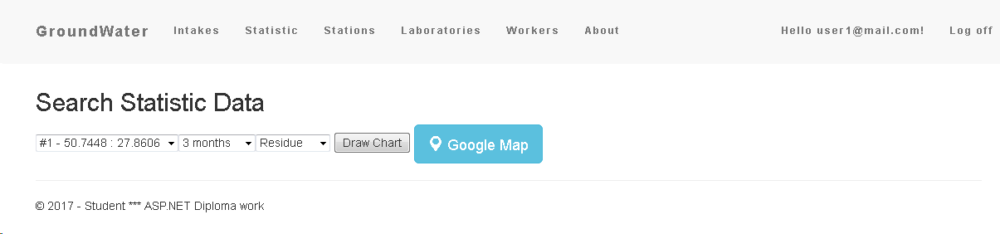 GroundWater Intakes Statistic Stations Laboratories Workers About Hello user1@mail.com! Log off
Search Statistic Data
#1 - 50.7448 : 27.8606 3 months Residue Draw Chart Google Map
© 2017 - Student *** ASP.NET Diploma work